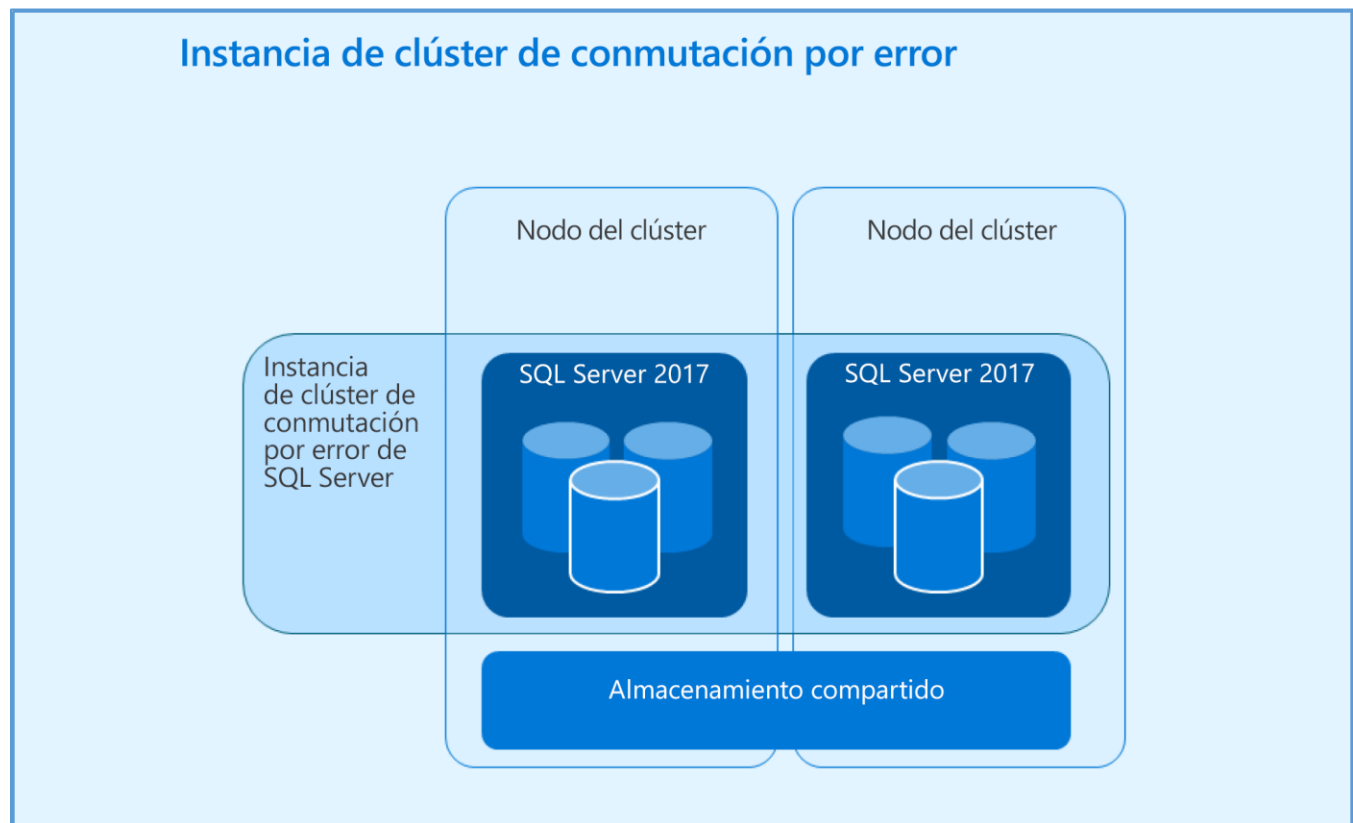 Instancia de clúster de conmutación por error
Nodo del clúster
Nodo del clúster
Instancia
de clúster de
conmutación
por error de
SQL Server
SQL Server 2017
SQL Server 2017
Almacenamiento compartido